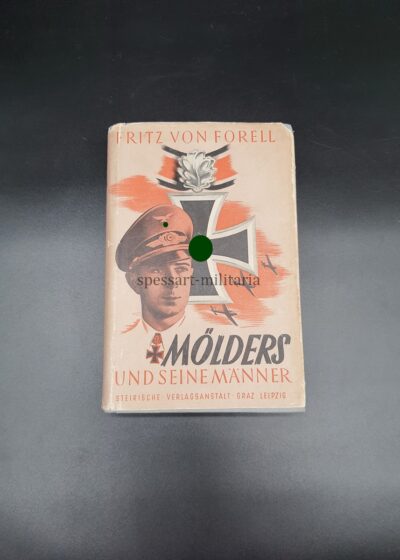 FRITZ VON FORELL
spessart-militaria
MÖLDERS
UND SEINE MÄNNER
STEIRISCHE · VERLAGSANSTALT · GRAZ LEIPZIG